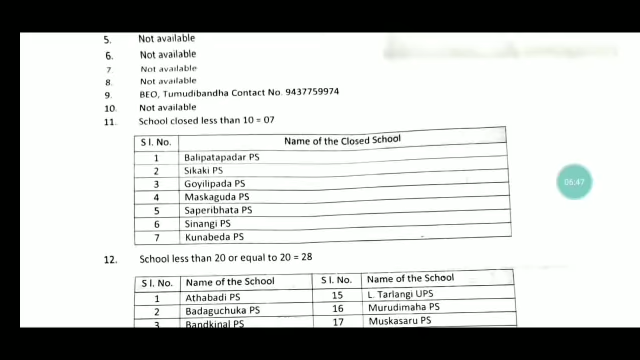 5. Not available
6. Not available
7. Not available
8. Not available
9. BEO, Tumudibandha Contact No. 9437759974
10. Not available
11. School closed less than 10 = 07
Sl. No. Name of the Closed School
1 Balipatapadar PS
2 Sikaki PS
3 Goyilipada PS
4 Maskaguda PS
5 Saperibhata PS
6 Sinangi PS
7 Kunabeda PS
06:47
12. School less than 20 or equal to 20 = 28
Sl. No. Name of the School Sl. No. Name of the School
1 Athabadi PS 15 L. Tarlangi UPS
2 Badaguchuka PS 16 Murudimaha PS
3 Bandkinal PS 17 Muskasaru PS